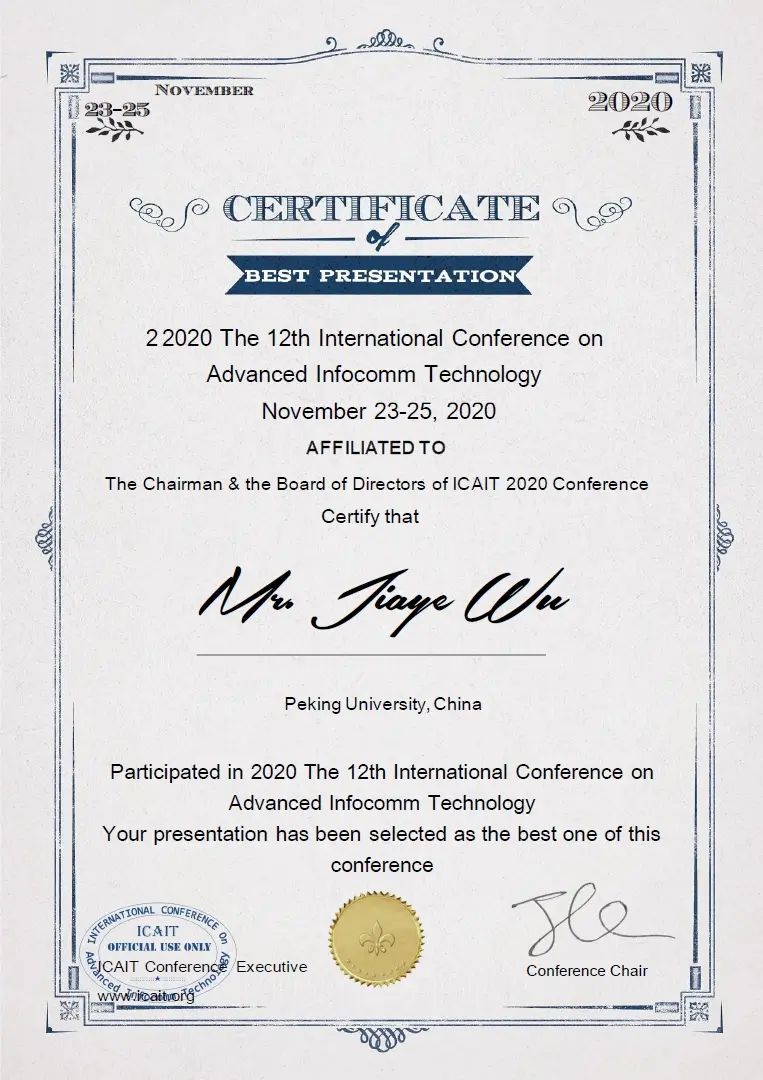 NOVEMBER
23-25
2020
CERTIFICATE
of
BEST PRESENTATION
2 2020 The 12th International Conference on
Advanced Infocomm Technology
November 23-25, 2020
AFFILIATED TO
The Chairman & the Board of Directors of ICAIT 2020 Conference
Certify that
Mr. Jiaye Wu
Peking University, China
Participated in 2020 The 12th International Conference on
Advanced Infocomm Technology
Your presentation has been selected as the best one of this
conference
INTERNATIONAL CONFERENCE On
ICAIT
OFFICIAL USE ONLY
Advanced Infocomm Technology
ICAIT Conference Executive
www.icait.org
Conference Chair